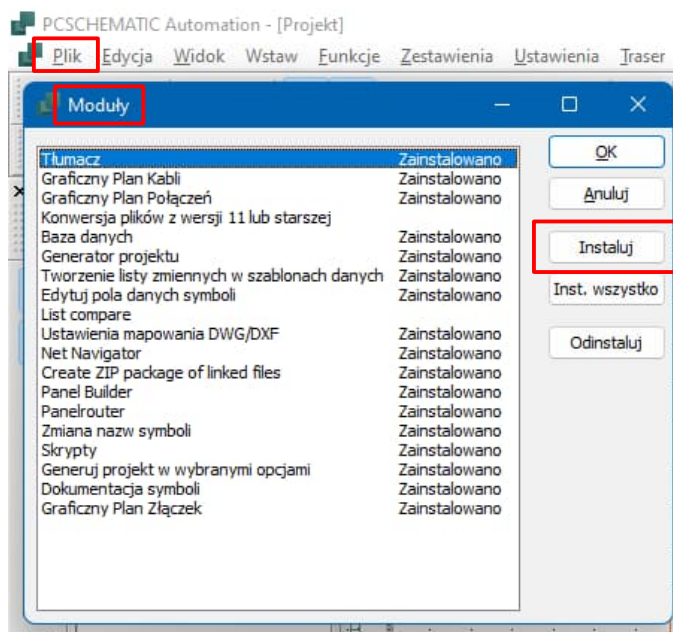 PCSCHEMATIC Automation - [Projekt]
Plik Edycja Widok Wstaw Funkcje Zestawienia Ustawienia Traser
Moduły
Tłumacz Zainstalowano
Graficzny Plan Kabli Zainstalowano
Graficzny Plan Połączeń Zainstalowano
Konwersja plików z wersji 11 lub starszej
Baza danych Zainstalowano
Generator projektu Zainstalowano
Tworzenie listy zmiennych w szablonach danych Zainstalowano
Edytuj pola danych symboli Zainstalowano
List compare
Ustawienia mapowania DWG/DXF Zainstalowano
Net Navigator Zainstalowano
Create ZIP package of linked files Zainstalowano
Panel Builder Zainstalowano
Panelrouter Zainstalowano
Zmiana nazw symboli Zainstalowano
Skrypty Zainstalowano
Generuj projekt w wybranymi opcjami Zainstalowano
Dokumentacja symboli Zainstalowano
Graficzny Plan Złączek Zainstalowano
OK
Anuluj
Instaluj
Inst. wszystko
Odinstaluj